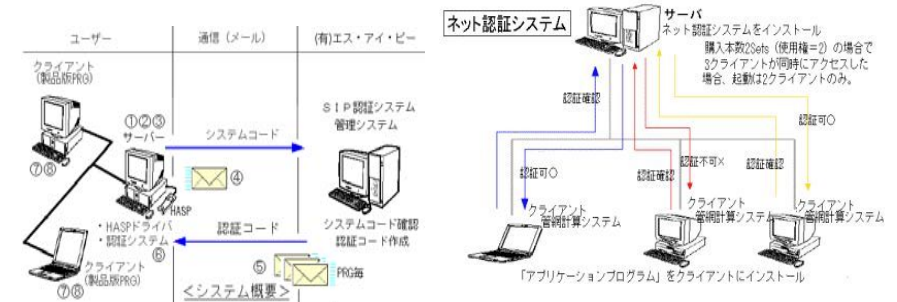 ユーザー
通信（メール）
(有)エス・アイ・ピー
クライアント
(製品版PRG)
①②③
サーバー
⑦⑧
システムコード
SIP認証システム
管理システム
④
HASP
・HASPドライバ
・認証システム
⑥
認証コード
システムコード確認
認証コード作成
クライアント
(製品版PRG)
⑦⑧
⑤
PRG毎
＜システム概要＞
ネット認証システム
サーバ
ネット認証システムをインストール
購入本数2Sets（使用権＝2）の場合で
3クライアントが同時にアクセスした
場合、起動は2クライアントのみ。
認証確認
認証可○
認証可○
認証確認
認証不可×
認証確認
クライアント
管網計算システム
クライアント
管網計算システム
クライアント
管網計算システム
「アプリケーションプログラム」をクライアントにインストール